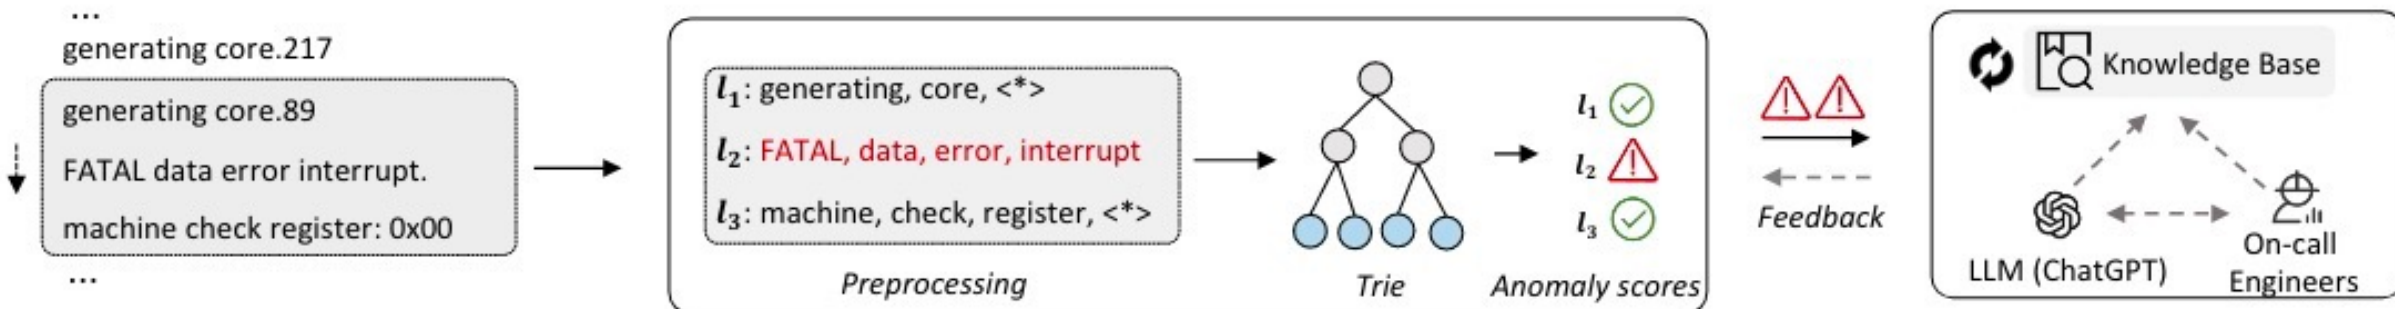 ...
generating core.217
generating core.89
FATAL data error interrupt.
machine check register: 0x00
...
l₁: generating, core, <*>
l₂: FATAL, data, error, interrupt
l₃: machine, check, register, <*>
Preprocessing
Trie
l₁
l₂
l₃
Anomaly scores
Feedback
Knowledge Base
LLM (ChatGPT)
On-call
Engineers